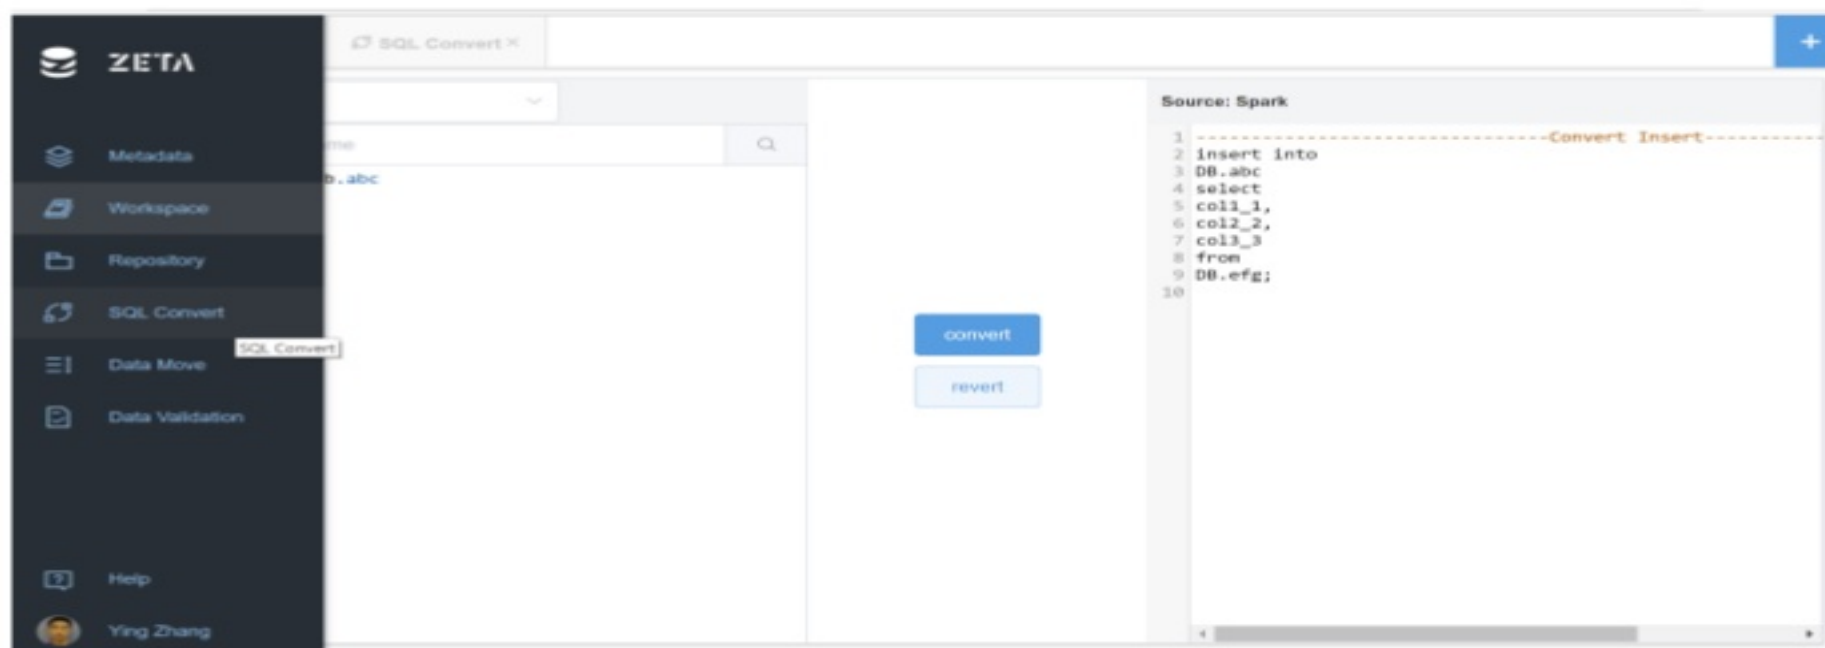 ZETA
Metadata
Workspace
Repository
SQL Convert
SQL Convert
Data Move
Data Validation
Help
Ying Zhang
SQL Convert ×
me
b.abc
convert
revert
+
Source: Spark
1 --------------------------------Convert Insert-----------
2 insert into
3 DB.abc
4 select
5 col1_1,
6 col2_2,
7 col3_3
8 from
9 DB.efg;
10